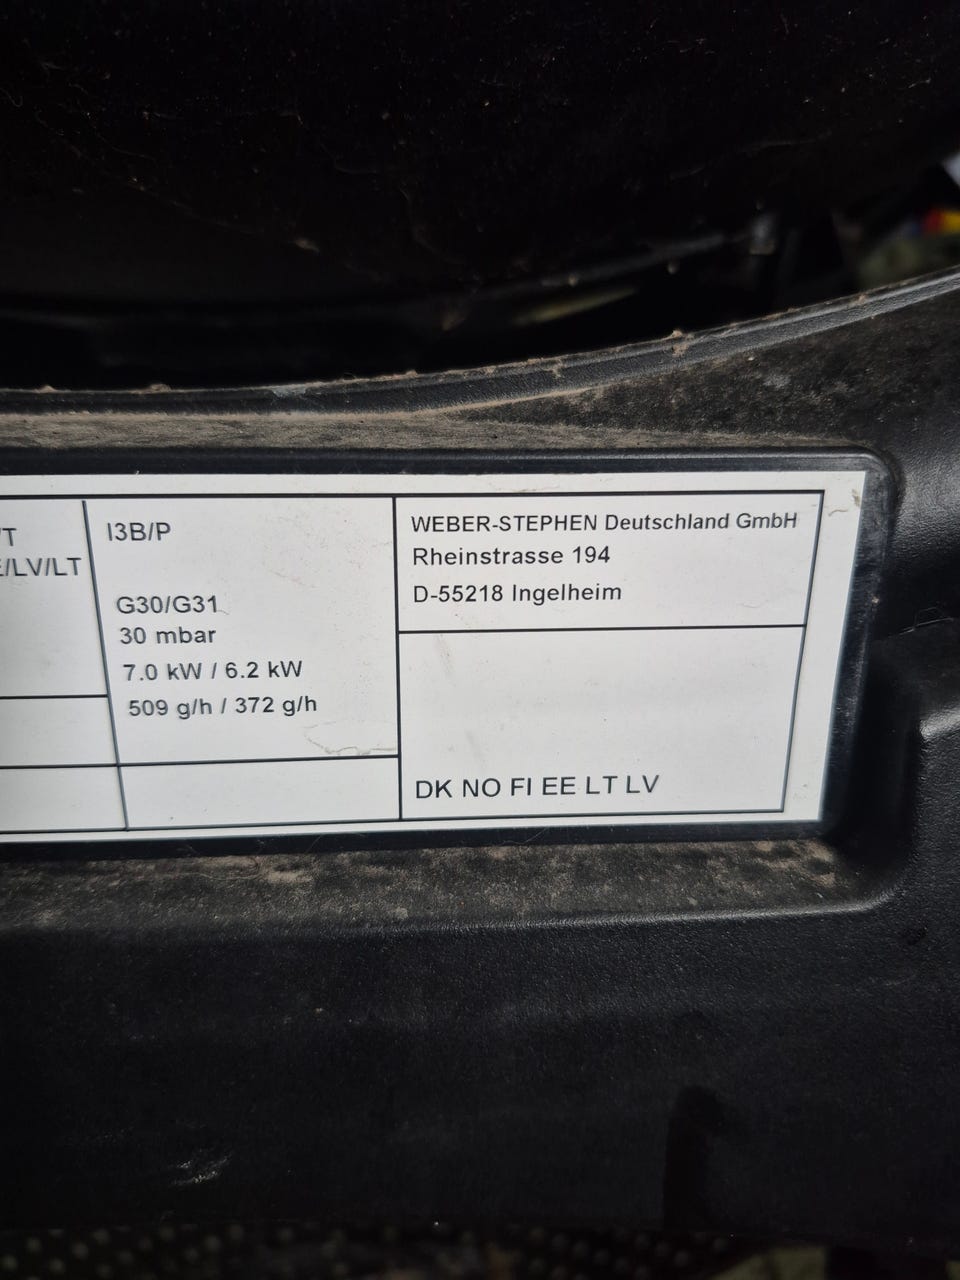 /T
/LV/LT
I3B/P
G30/G31
30 mbar
7.0 kW / 6.2 kW
509 g/h / 372 g/h
WEBER-STEPHEN Deutschland GmbH
Rheinstrasse 194
D-55218 Ingelheim
DK NO FI EE LT LV